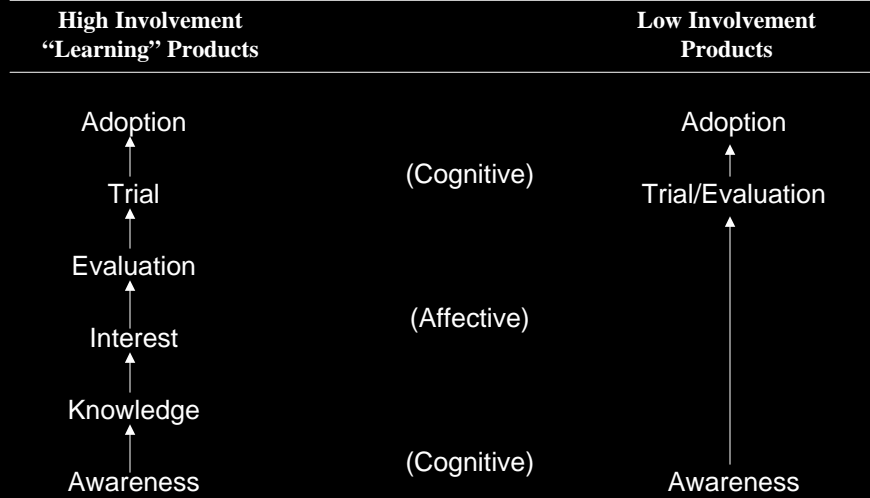 High Involvement
“Learning” Products
Low Involvement
Products
Adoption
Adoption
(Cognitive)
Trial
Trial/Evaluation
Evaluation
(Affective)
Interest
Knowledge
(Cognitive)
Awareness
Awareness